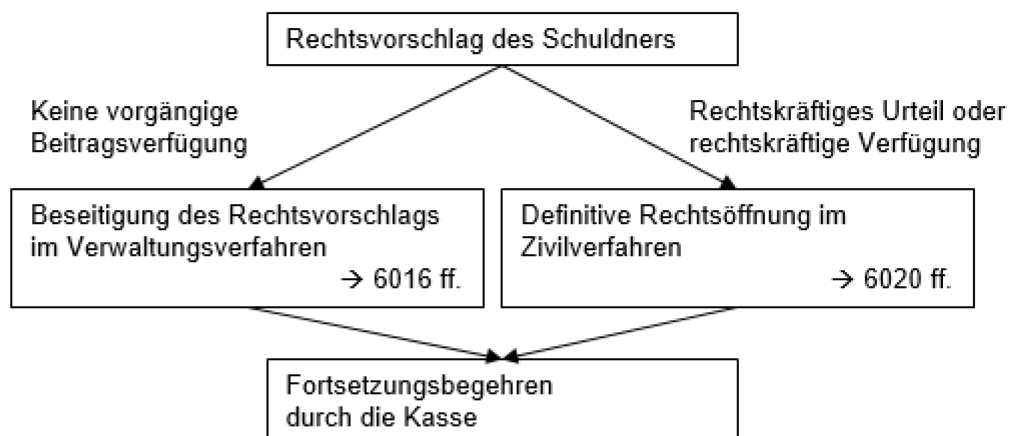 Rechtsvorschlag des Schuldners
Keine vorgängige
Beitragsverfügung
Rechtskräftiges Urteil oder
rechtskräftige Verfügung
Beseitigung des Rechtsvorschlags
im Verwaltungsverfahren
→ 6016 ff.
Definitive Rechtsöffnung im
Zivilverfahren
→ 6020 ff.
Fortsetzungsbegehren
durch die Kasse